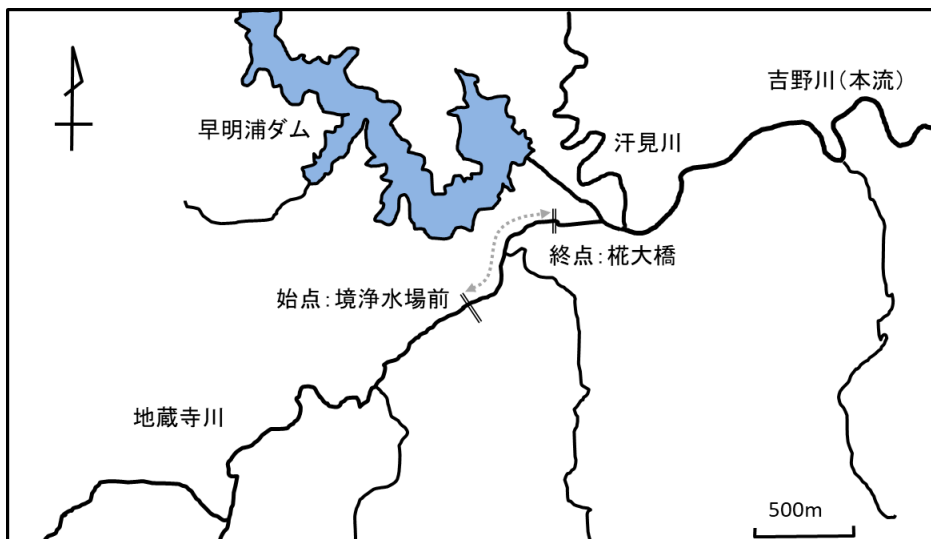 吉野川（本流）
早明浦ダム
汗見川
終点：椛大橋
始点：境浄水場前
地蔵寺川
500m